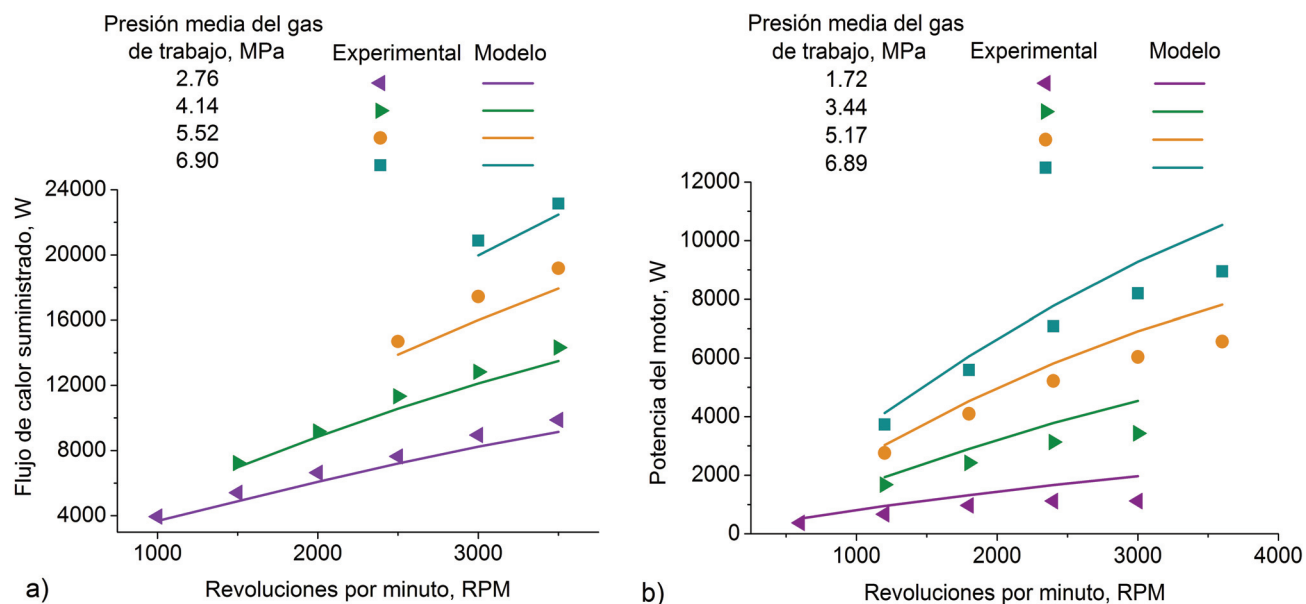 Presión media del gas
de trabajo, MPa Experimental Modelo
2.76
4.14
5.52
6.90
24000
20000
16000
12000
8000
4000
Flujo de calor suministrado, W
1000 2000 3000
Revoluciones por minuto, RPM
a)
Presión media del gas
de trabajo, MPa Experimental Modelo
1.72
3.44
5.17
6.89
12000
10000
8000
6000
4000
2000
0
Potencia del motor, W
1000 2000 3000 4000
Revoluciones por minuto, RPM
b)